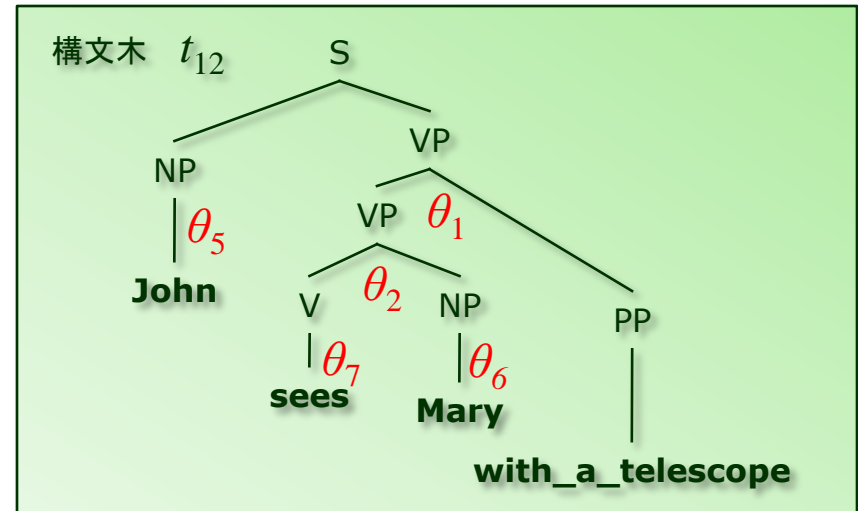 構文木 t12
S
NP VP
θ5 VP θ1
John
V θ2 NP PP
θ7 θ6
sees Mary
with_a_telescope